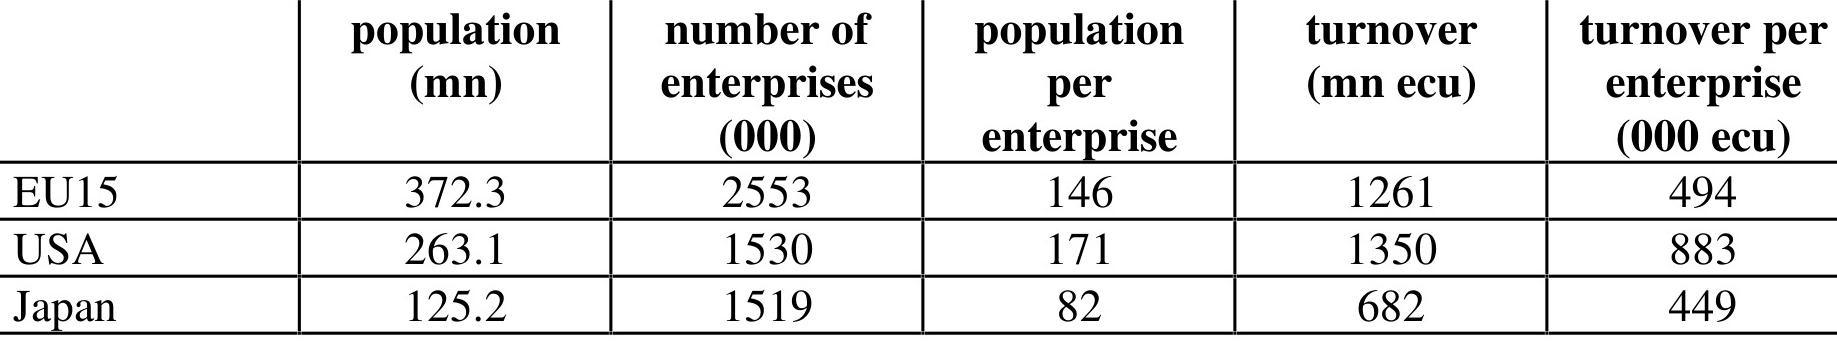 population (mn) number of enterprises (000) population per enterprise turnover (mn ecu) turnover per enterprise (000 ecu)
EU15 372.3 2553 146 1261 494
USA 263.1 1530 171 1350 883
Japan 125.2 1519 82 682 449